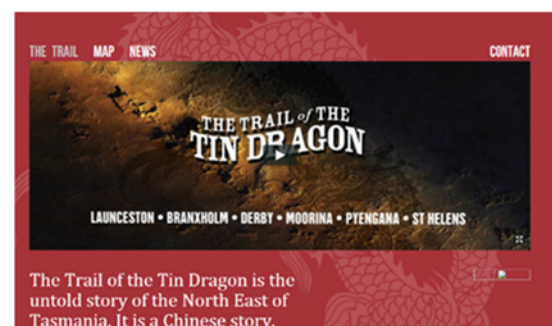 THE TRAIL MAP NEWS CONTACT
THE TRAIL of THE
TIN DRAGON
LAUNCESTON • BRANXHOLM • DERBY • MOORINA • PYENGANA • ST HELENS
The Trail of the Tin Dragon is the
untold story of the North East of
Tasmania. It is a Chinese story,